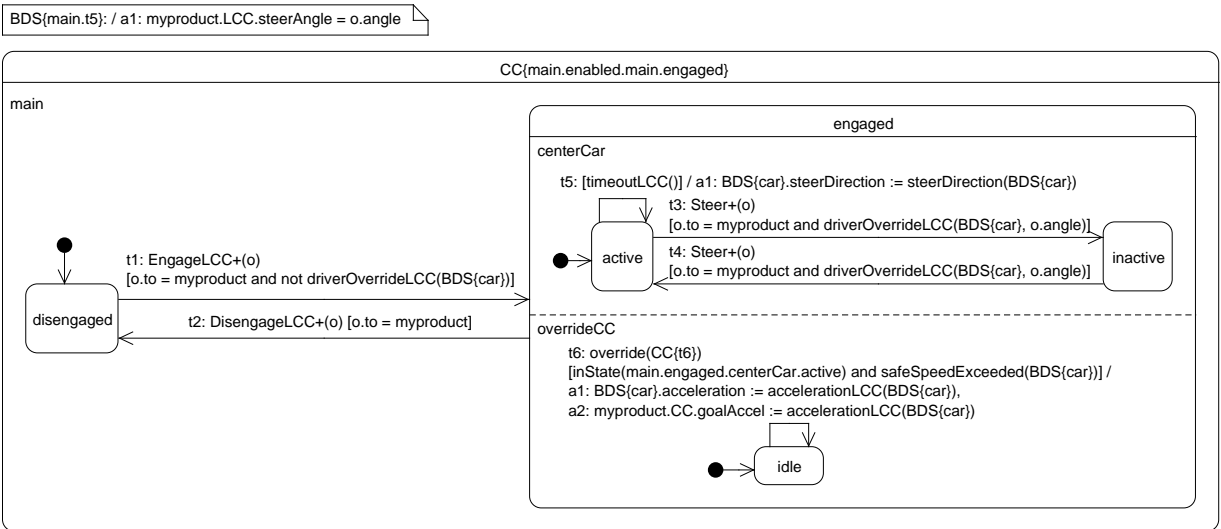 BDS{main.t5}: / a1: myproduct.LCC.steerAngle = o.angle
CC{main.enabled.main.engaged}
main
engaged
centerCar
t5: [timeoutLCC()] / a1: BDS{car}.steerDirection := steerDirection(BDS{car})
t3: Steer+(o)
[o.to = myproduct and driverOverrideLCC(BDS{car}, o.angle)]
active
t4: Steer+(o)
[o.to = myproduct and driverOverrideLCC(BDS{car}, o.angle)]
inactive
t1: EngageLCC+(o)
[o.to = myproduct and not driverOverrideLCC(BDS{car})]
disengaged
t2: DisengageLCC+(o) [o.to = myproduct]
overrideCC
t6: override(CC{t6})
[inState(main.engaged.centerCar.active) and safeSpeedExceeded(BDS{car})] /
a1: BDS{car}.acceleration := accelerationLCC(BDS{car}),
a2: myproduct.CC.goalAccel := accelerationLCC(BDS{car})
idle